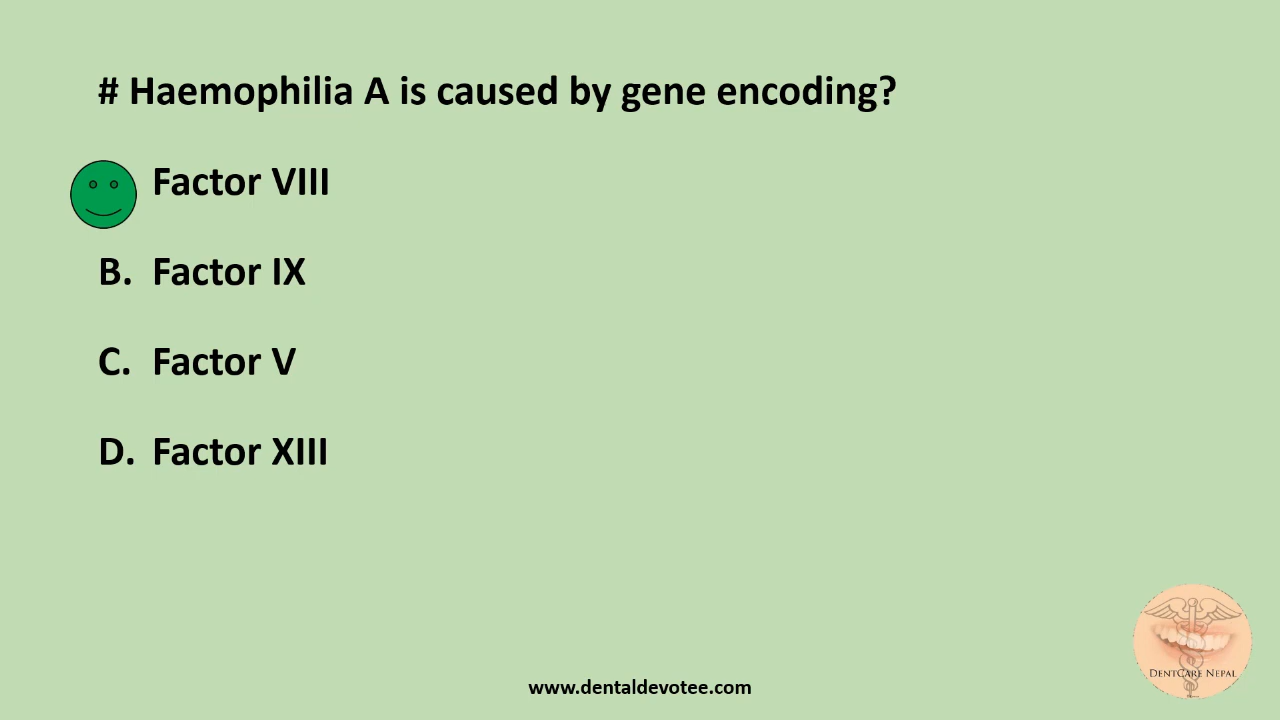 # Haemophilia A is caused by gene encoding?
Factor VIII
B. Factor IX
C. Factor V
D. Factor XIII
DENTCARE NEPAL
www.dentaldevotee.com